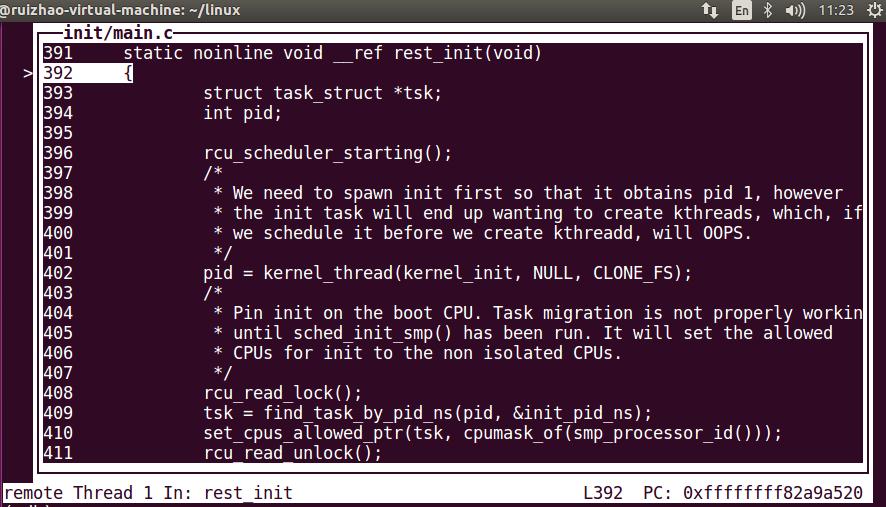 @ruizhao-virtual-machine: ~/linux En 11:23
init/main.c
391 static noinline void __ref rest_init(void)
> 392 {
393 struct task_struct *tsk;
394 int pid;
395
396 rcu_scheduler_starting();
397 /*
398 * We need to spawn init first so that it obtains pid 1, however
399 * the init task will end up wanting to create kthreads, which, if
400 * we schedule it before we create kthreadd, will OOPS.
401 */
402 pid = kernel_thread(kernel_init, NULL, CLONE_FS);
403 /*
404 * Pin init on the boot CPU. Task migration is not properly workin
405 * until sched_init_smp() has been run. It will set the allowed
406 * CPUs for init to the non isolated CPUs.
407 */
408 rcu_read_lock();
409 tsk = find_task_by_pid_ns(pid, &init_pid_ns);
410 set_cpus_allowed_ptr(tsk, cpumask_of(smp_processor_id()));
411 rcu_read_unlock();
remote Thread 1 In: rest_init L392 PC: 0xffffffff82a9a520